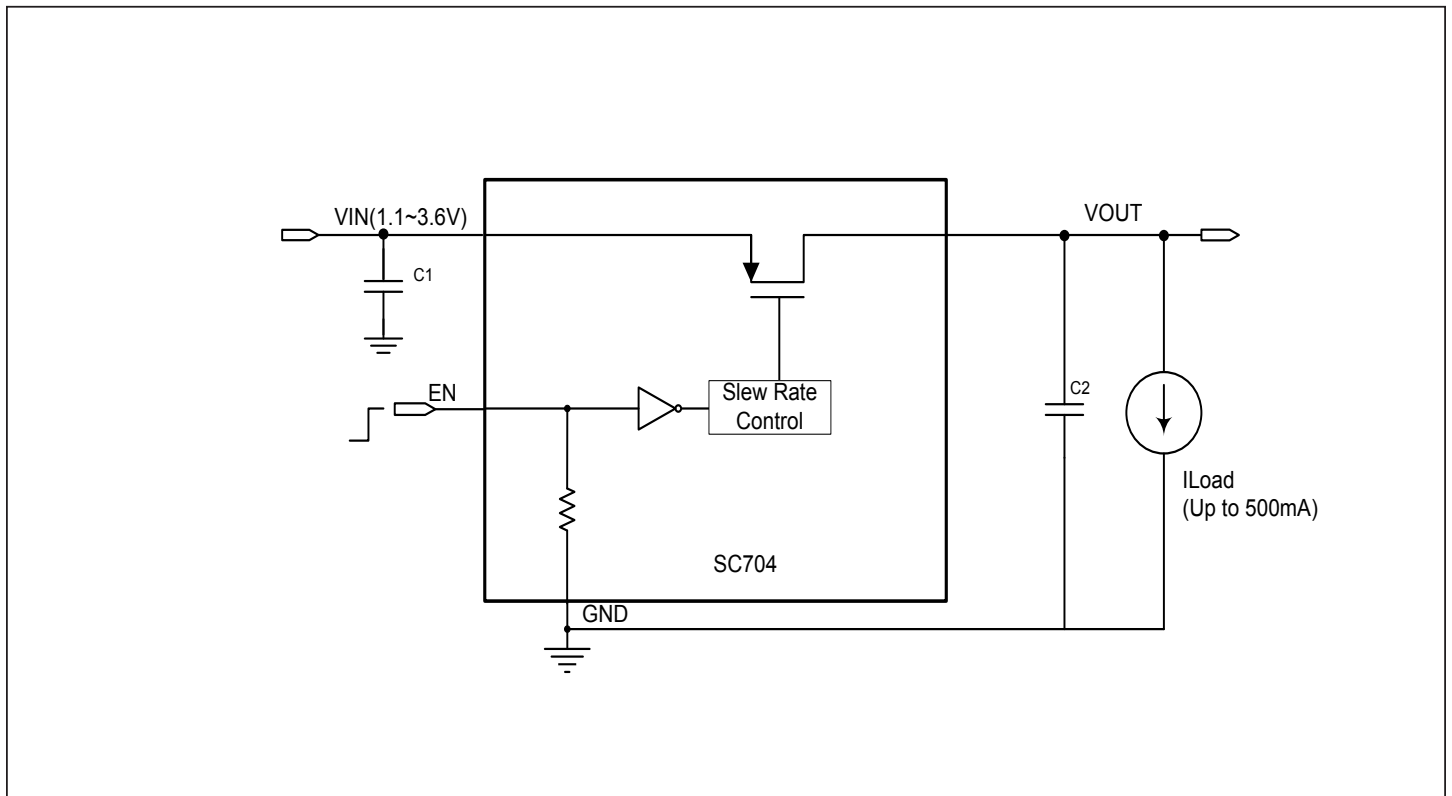 VIN(1.1~3.6V)
VOUT
C1
EN
Slew Rate
Control
C2
ILoad
(Up to 500mA)
SC704
GND